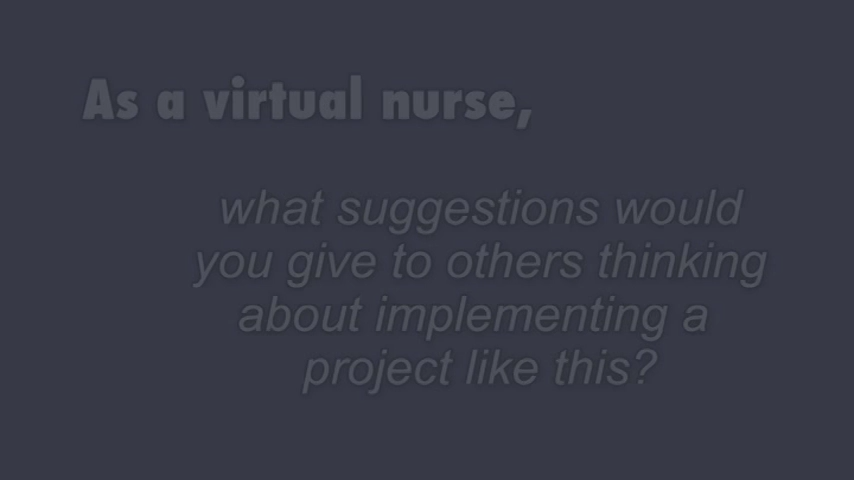 As a virtual nurse,
what suggestions would
you give to others thinking
about implementing a
project like this?